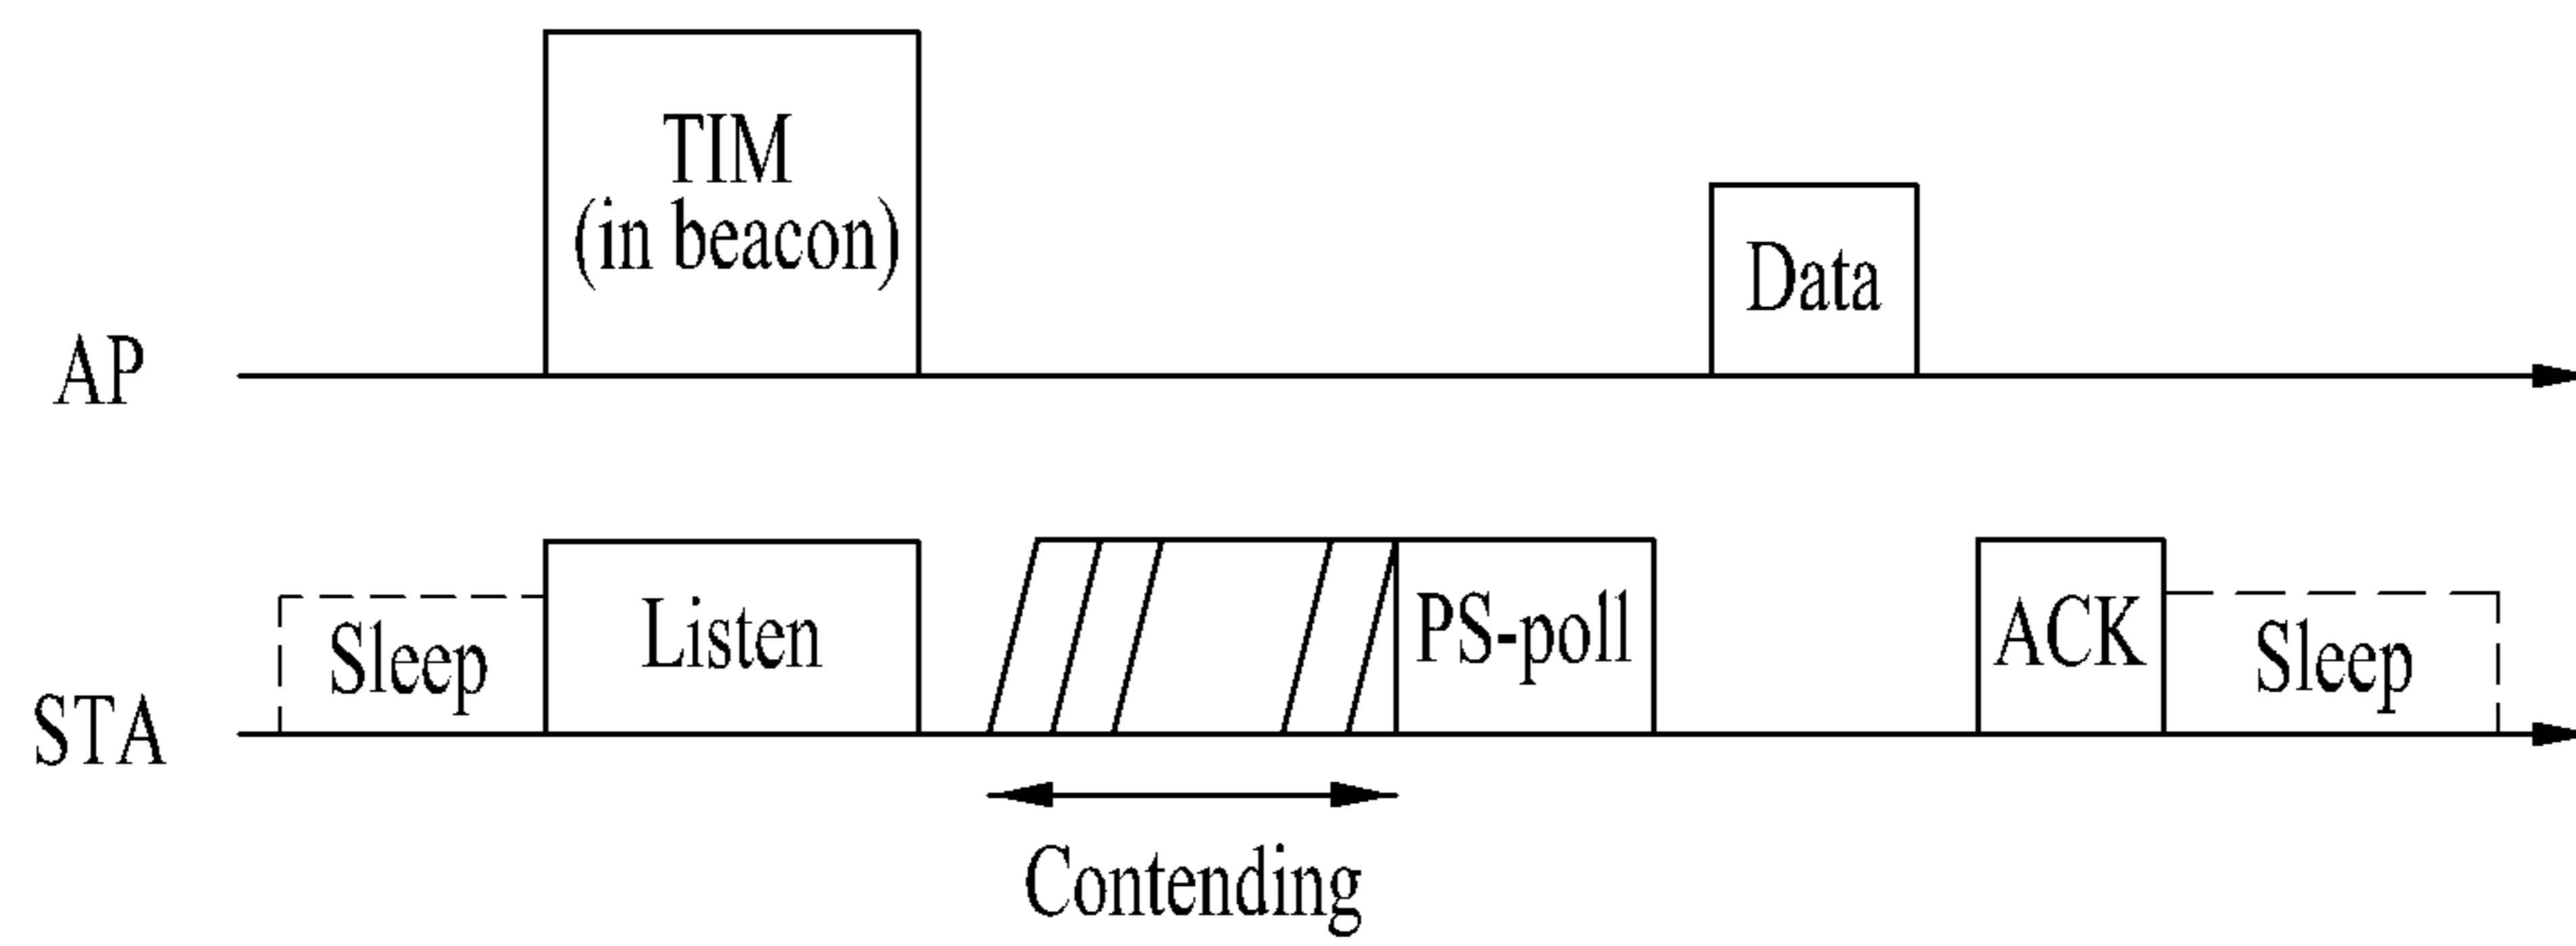 TIM
(in beacon)
Data
AP
Sleep
Listen
PS-poll
ACK
Sleep
STA
Contending